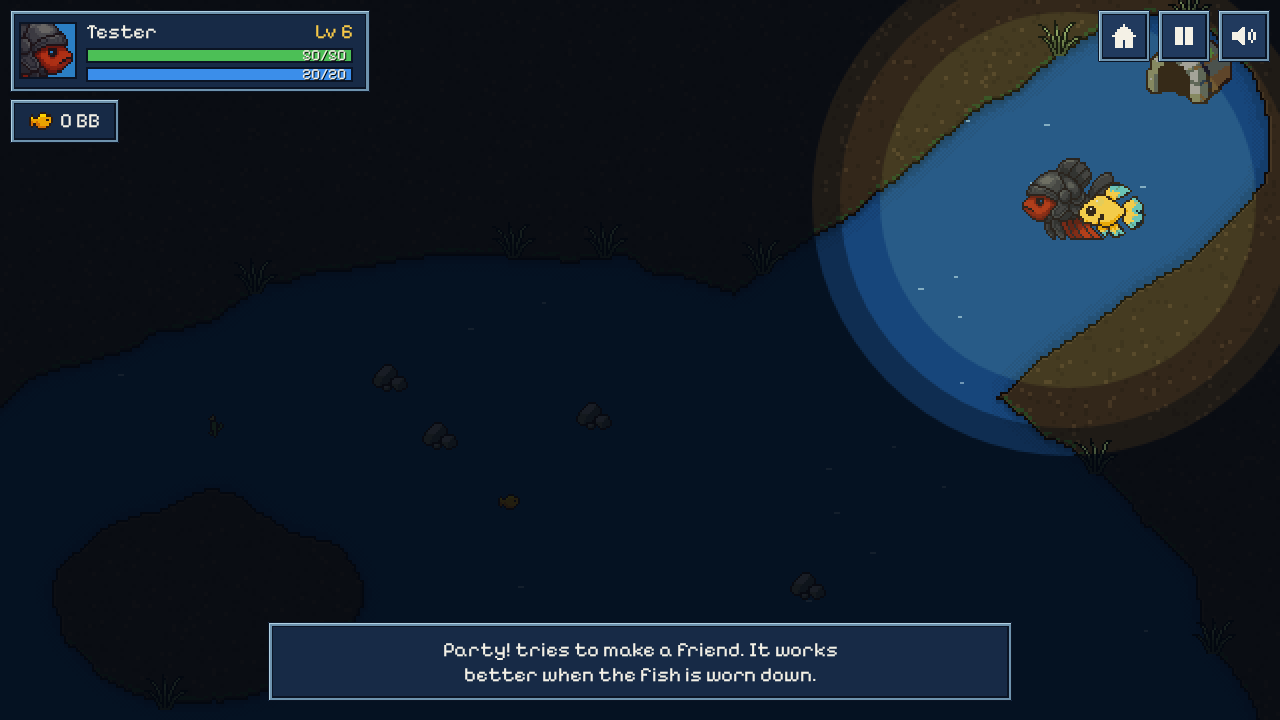 Tester Lv 6
30/30
20/20
0 BB
Party! tries to make a friend. It works
better when the fish is worn down.